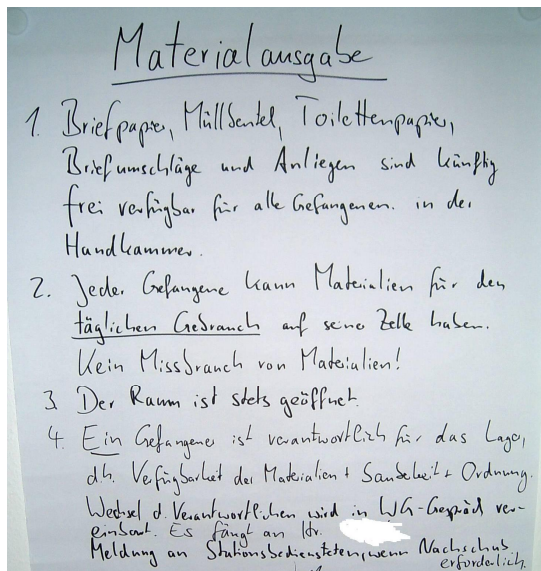 Materialausgabe
1. Briefpapier, Müllbeutel, Toilettenpapier,
Briefumschläge und Anliegen sind künftig
frei verfügbar für alle Gefangenen. in der
Handkammer.
2. Jeder Gefangene kann Materialien für den
täglichen Gebrauch auf seiner Zelle haben.
Kein Missbrauch von Materialien!
3. Der Raum ist stets geöffnet.
4. Ein Gefangener ist verantwortlich für das Lager,
d.h. Verfügbarkeit der Materialien + Sauberkeit + Ordnung.
Wechsel d. Verantwortlichen wird in WG-Gespräch ver-
einbart. Es fängt an Hr.
Meldung an Stationsbediensteten, wenn Nachschub
erforderlich.